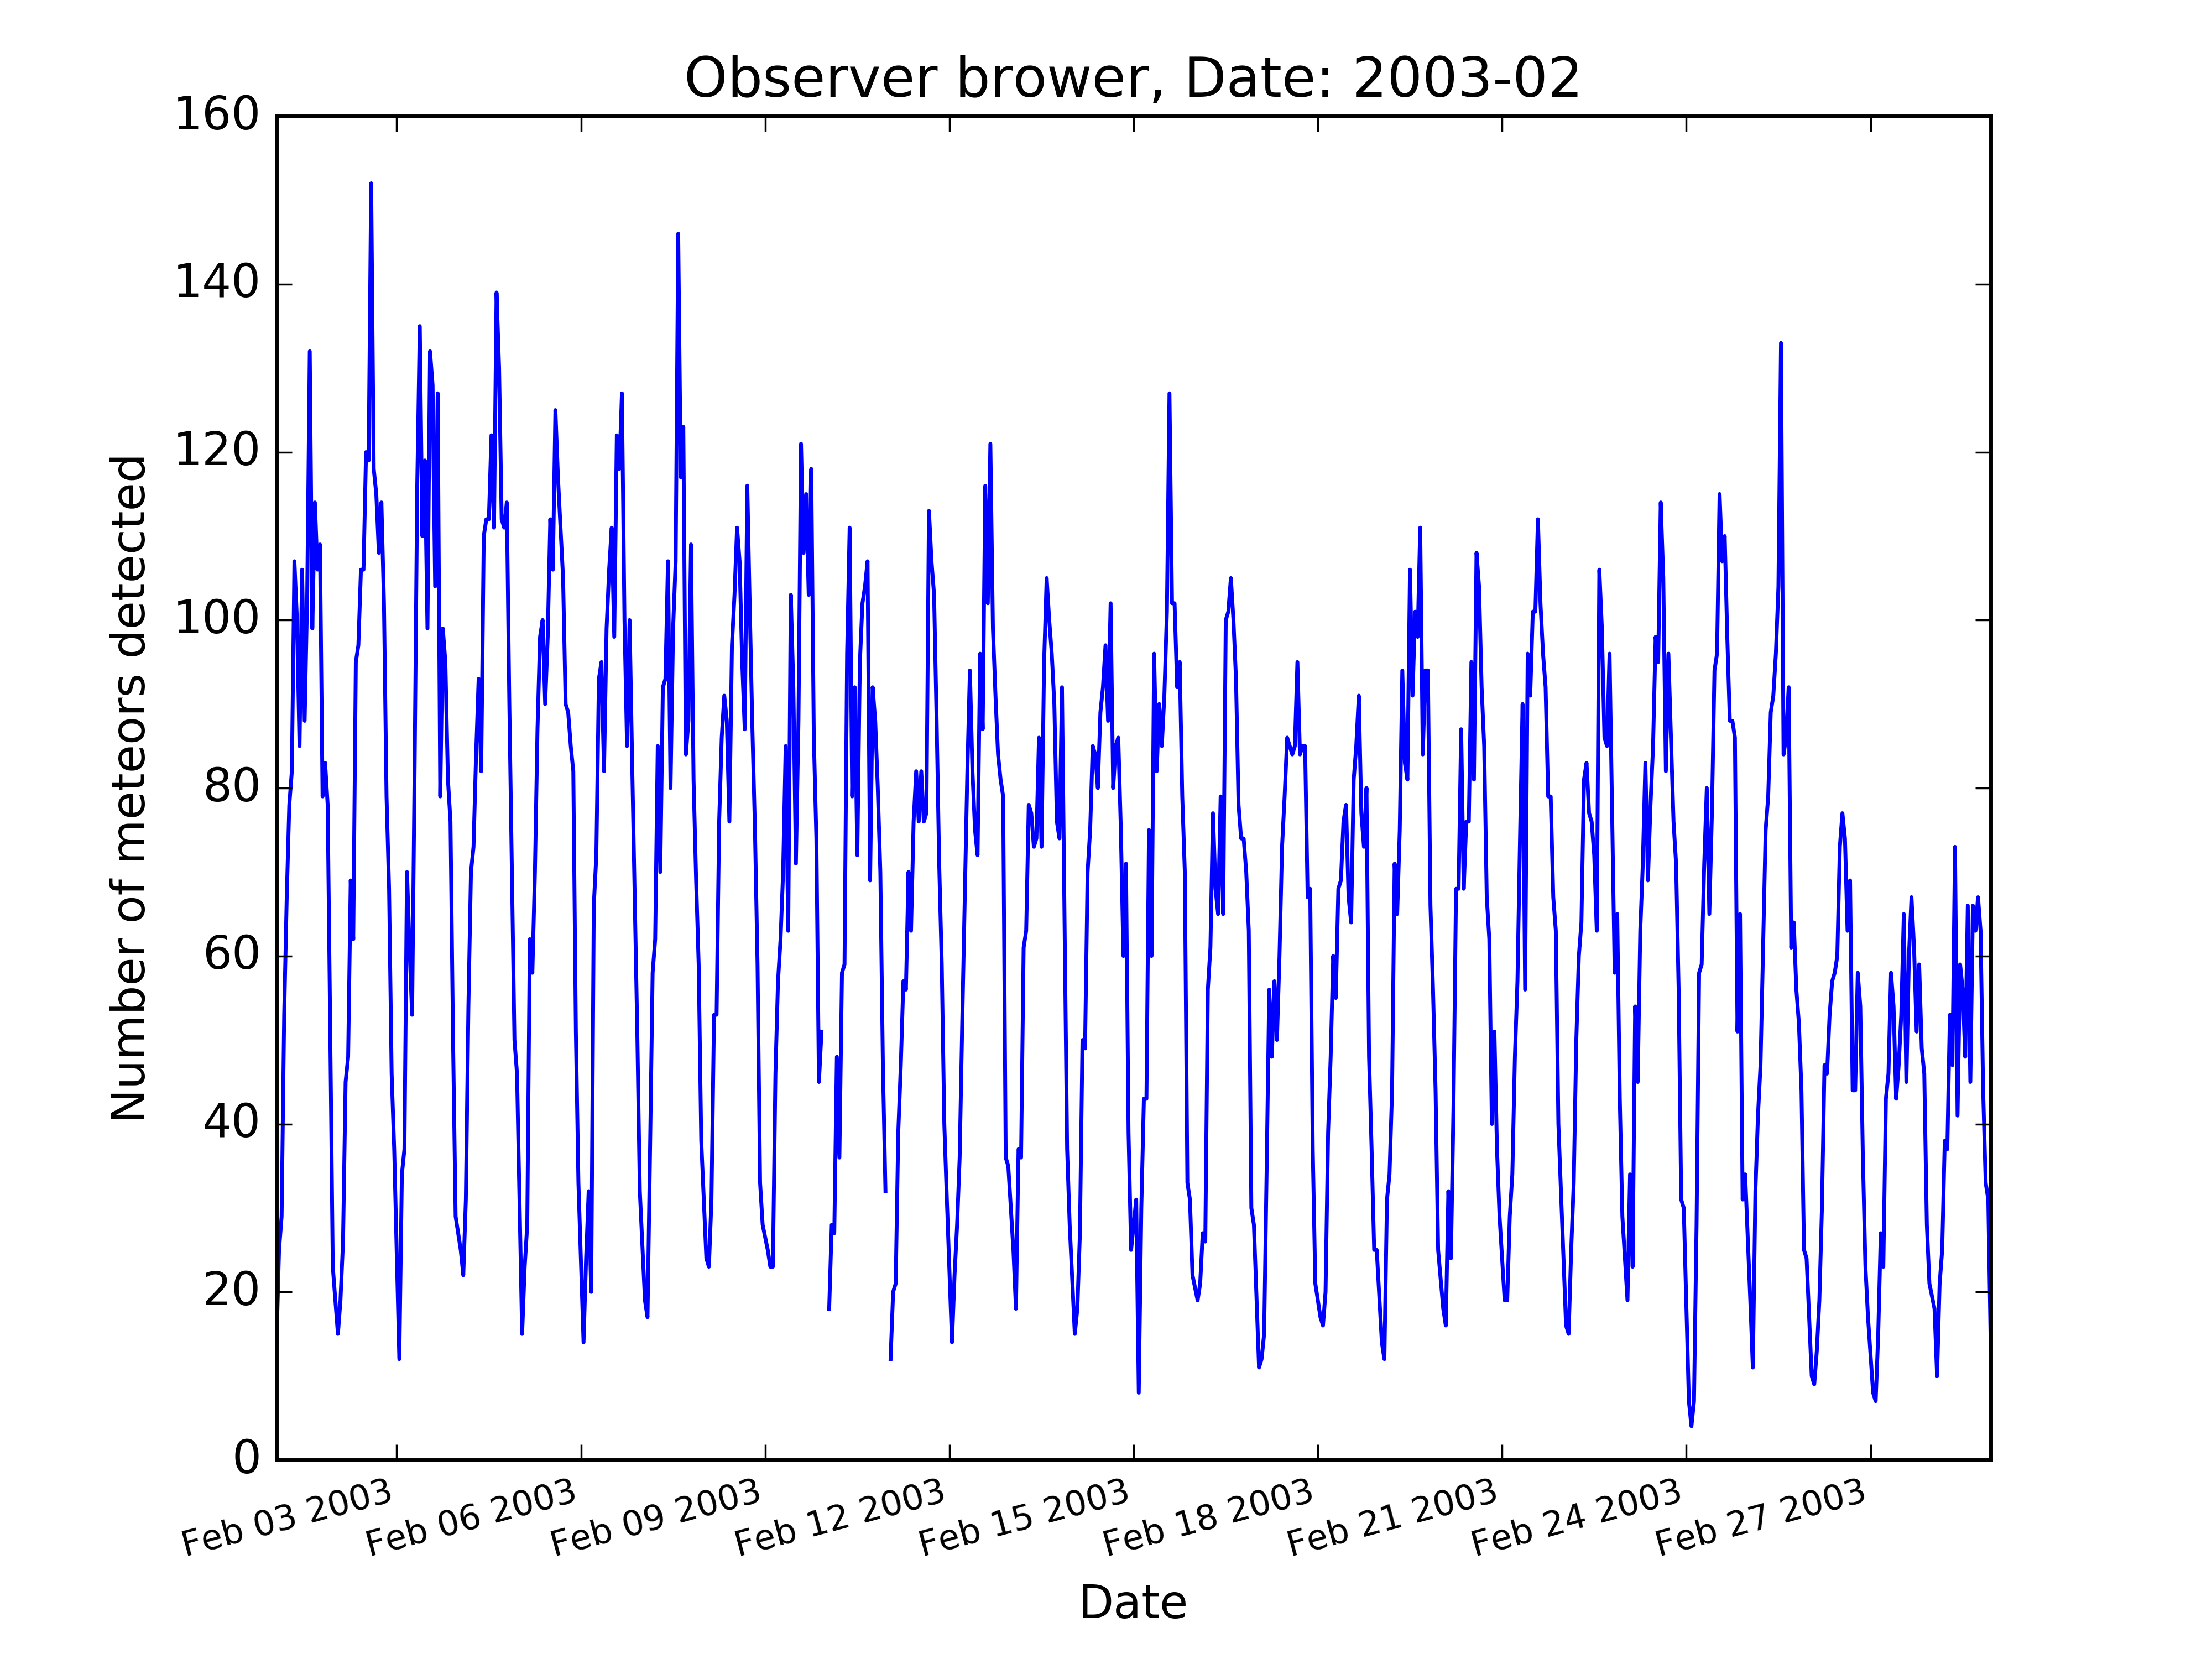 Observer brower, Date: 2003-02
160
140
120
100
80
60
40
20
0
Number of meteors detected
Feb 03 2003
Feb 06 2003
Feb 09 2003
Feb 12 2003
Feb 15 2003
Feb 18 2003
Feb 21 2003
Feb 24 2003
Feb 27 2003
Date